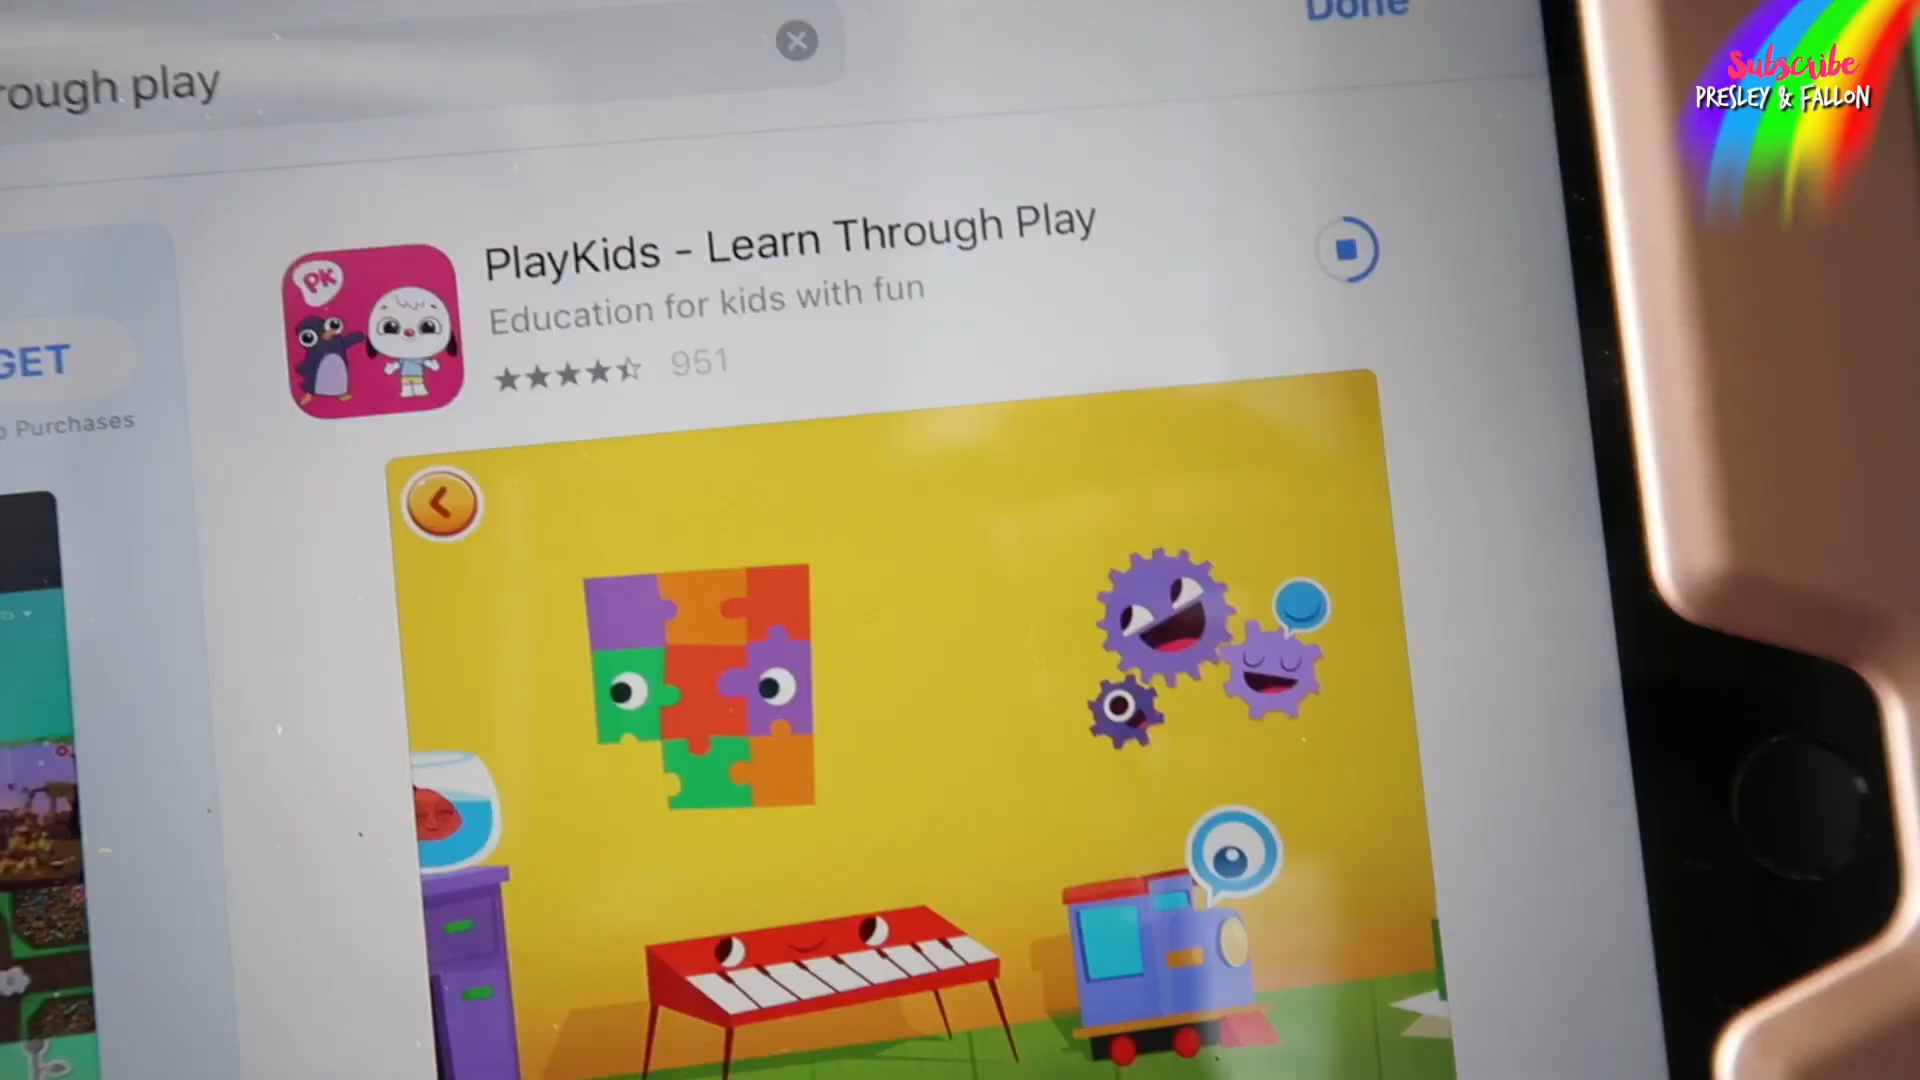 Done
rough play
Subscribe
PRESLEY & FALLON
PlayKids - Learn Through Play
Education for kids with fun
951
PK
GET
Purchases